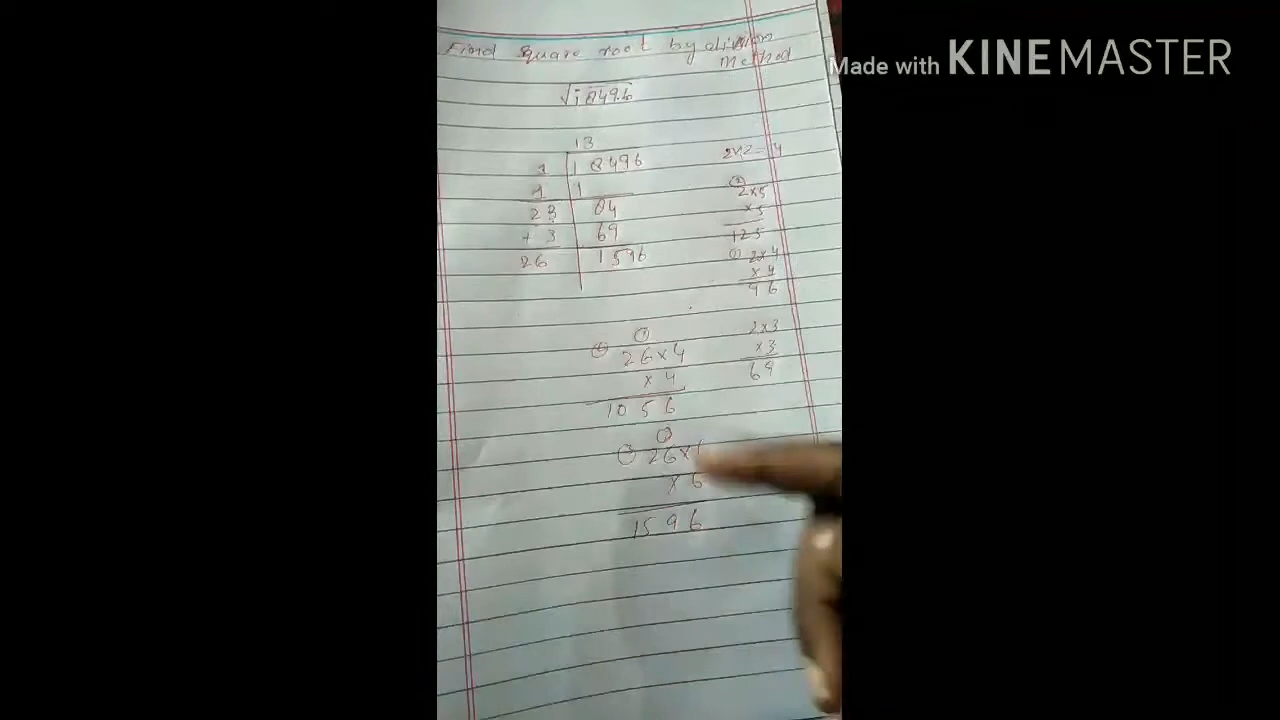 Find square root by division
Method
Made with KINEMASTER
√18496
13
1 | 18496
1 | 1
23 | 84
+ 3 | 69
26 | 1596
2x2=4
2x5
x5
125
2x4
x4
96
2x3
x3
69
26x4
x4
1056
26x
x6
1596